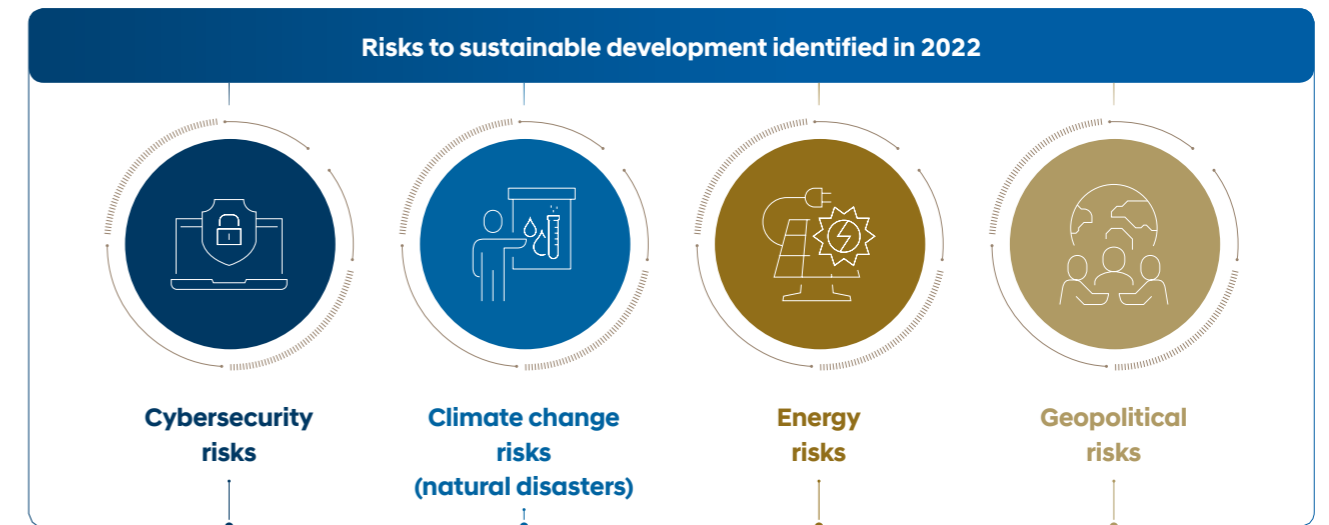 Risks to sustainable development identified in 2022
Cybersecurity
risks
Climate change
risks
(natural disasters)
Energy
risks
Geopolitical
risks